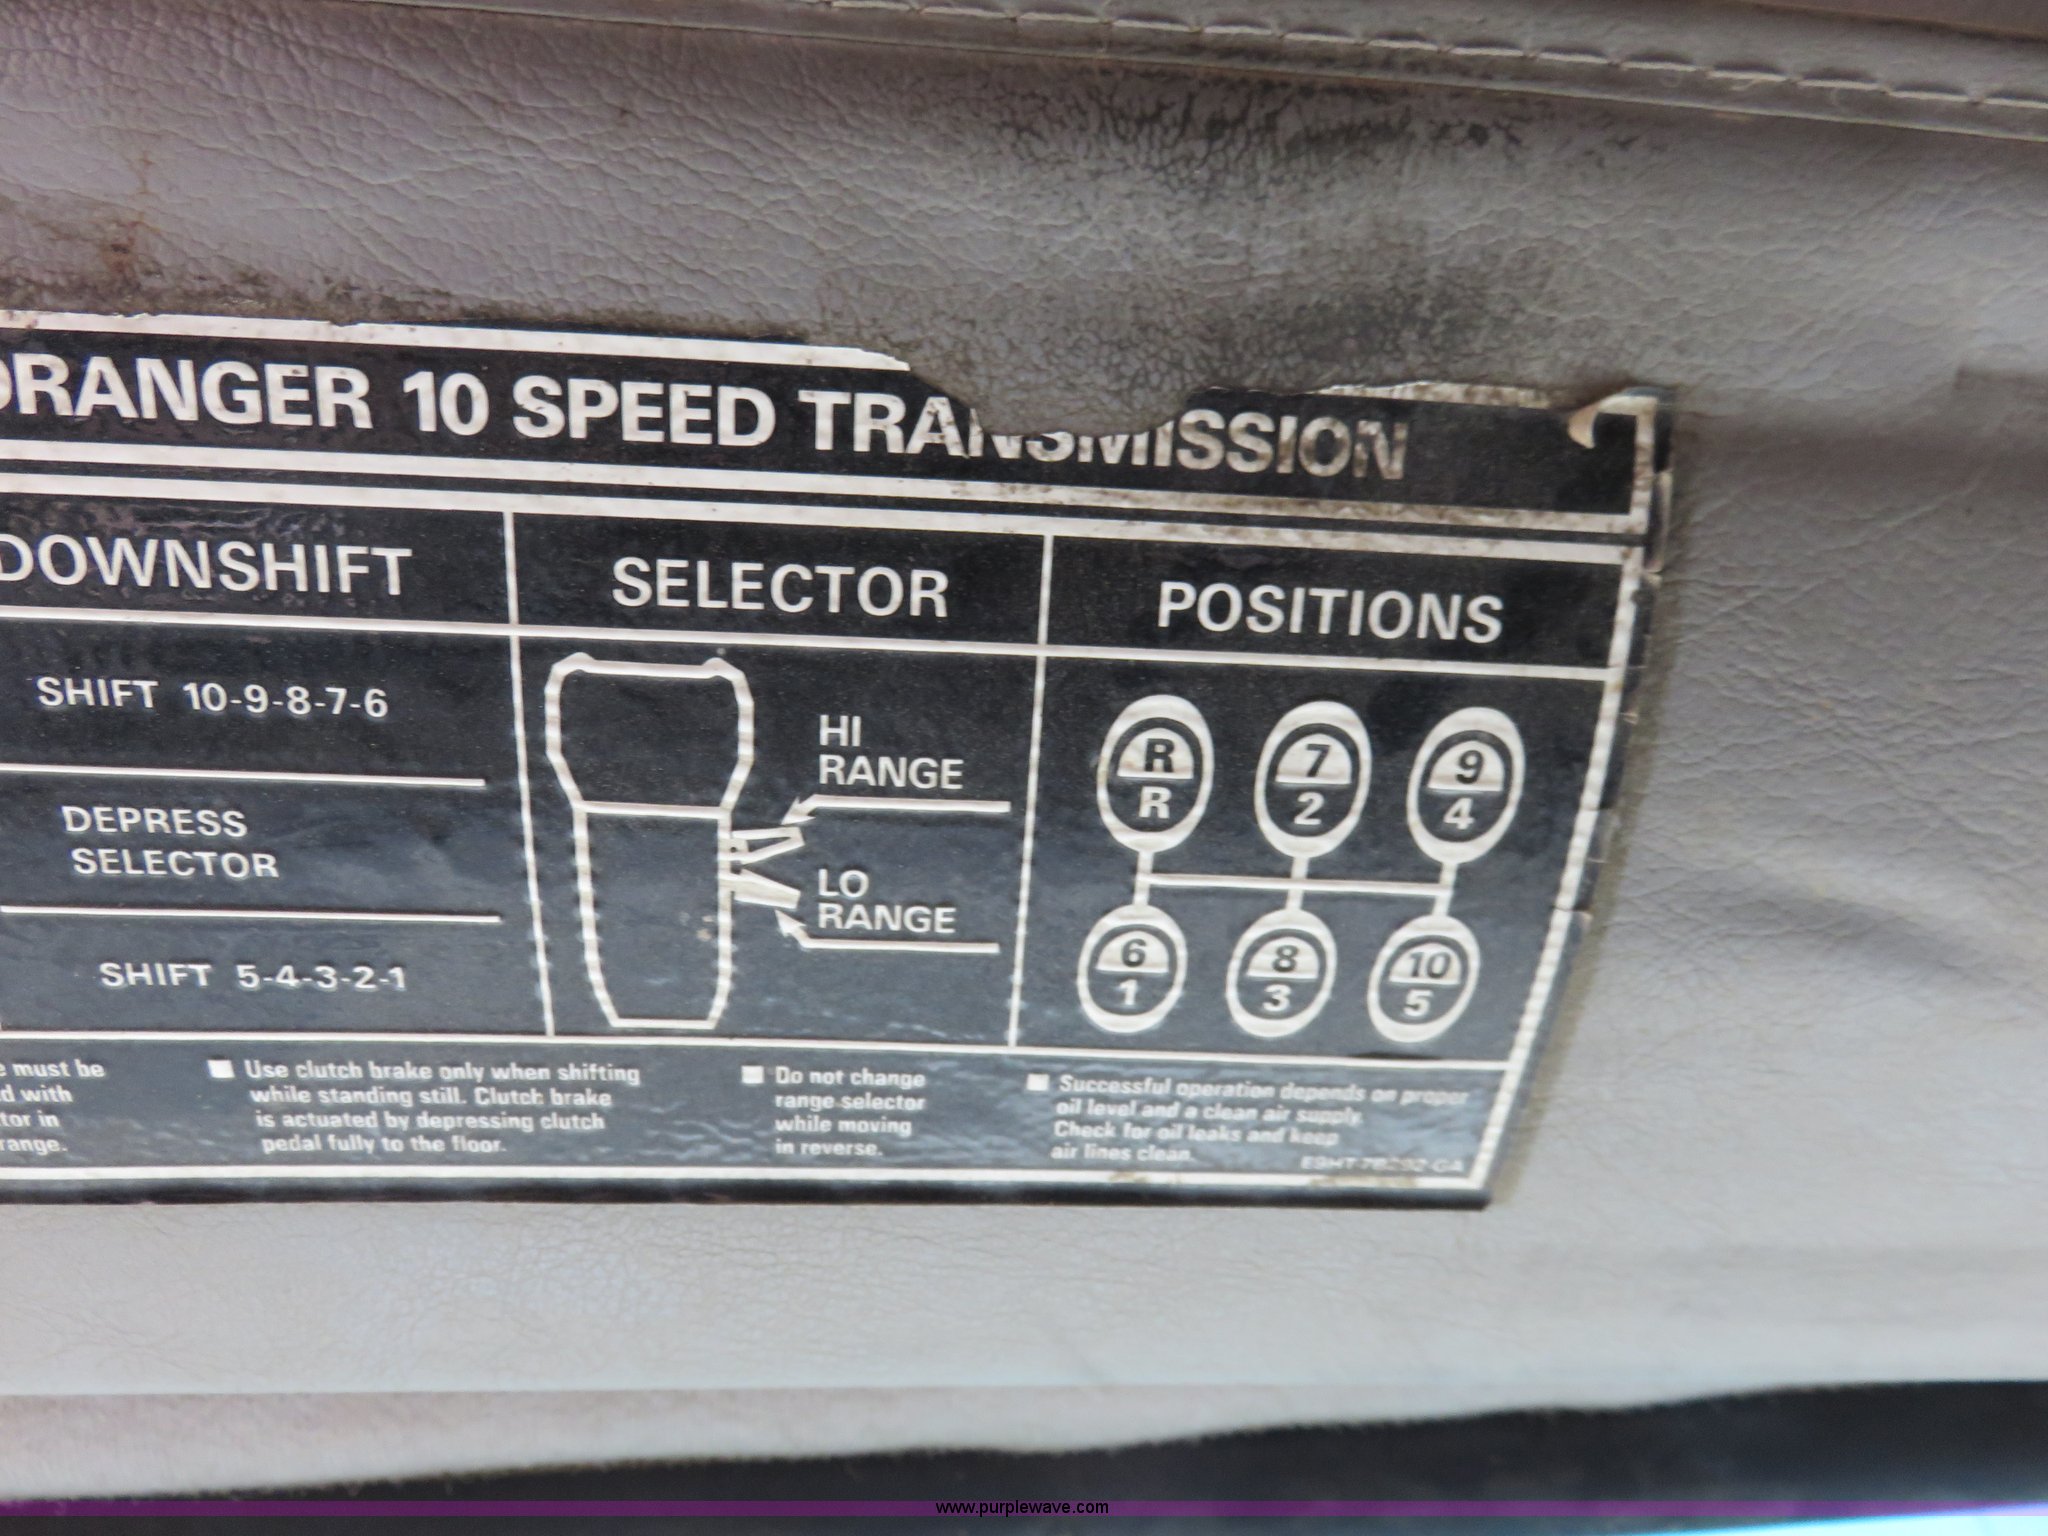 RANGER 10 SPEED TRANSMISSION
DOWNSHIFT
SELECTOR
POSITIONS
SHIFT 10-9-8-7-6
DEPRESS
SELECTOR
SHIFT 5-4-3-2-1
HI
RANGE
LO
RANGE
R 7 9
R 2 4
6 8 10
1 3 5
must be
with
in
■ Use clutch brake only when shifting
while standing still. Clutch brake
is actuated by depressing clutch
pedal fully to the floor.
■ Do not change
range selector
while moving
in reverse.
■ Successful operation depends on proper
oil level and a clean air supply.
Check for oil leaks and keep
air lines clean.
www.purplewave.com